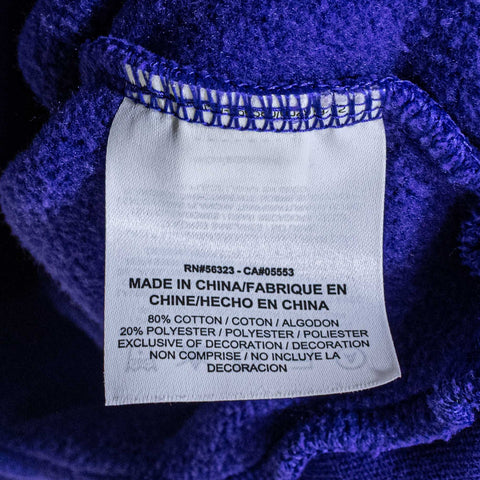 RN#56323 - CA#05553
MADE IN CHINA/FABRIQUE EN
CHINE/HECHO EN CHINA
80% COTTON / COTON / ALGODON
20% POLYESTER / POLYESTER / POLIESTER
EXCLUSIVE OF DECORATION / DECORATION
NON COMPRISE / NO INCLUYE LA
DECORACION